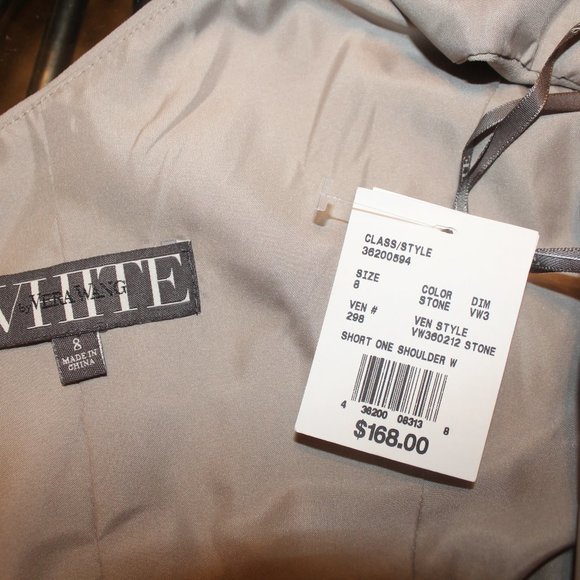 WHITE
by VERA WANG
8
MADE IN
CHINA
CLASS/STYLE
36200594
SIZE
8
COLOR
STONE
DIM
VW3
VEN #
298
VEN STYLE
VW360212 STONE
SHORT ONE SHOULDER W
4 36200 08313 8
$168.00